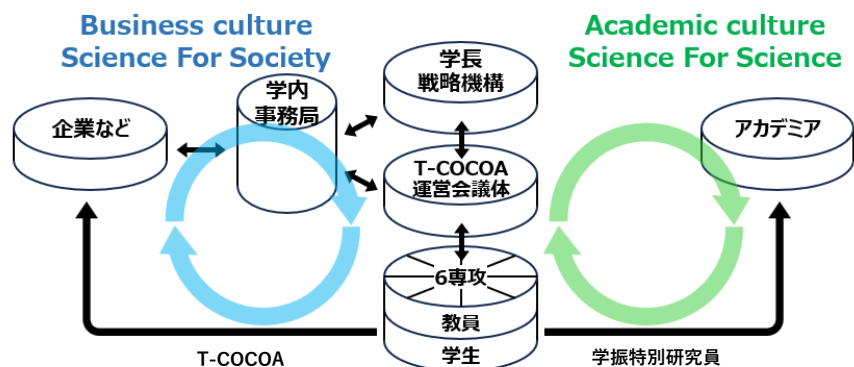 Business culture
Science For Society
Academic culture
Science For Science
学長
戦略機構
学内
事務局
企業など
アカデミア
T-COCOA
運営会議体
6専攻
教員
学生
T-COCOA
学振特別研究員